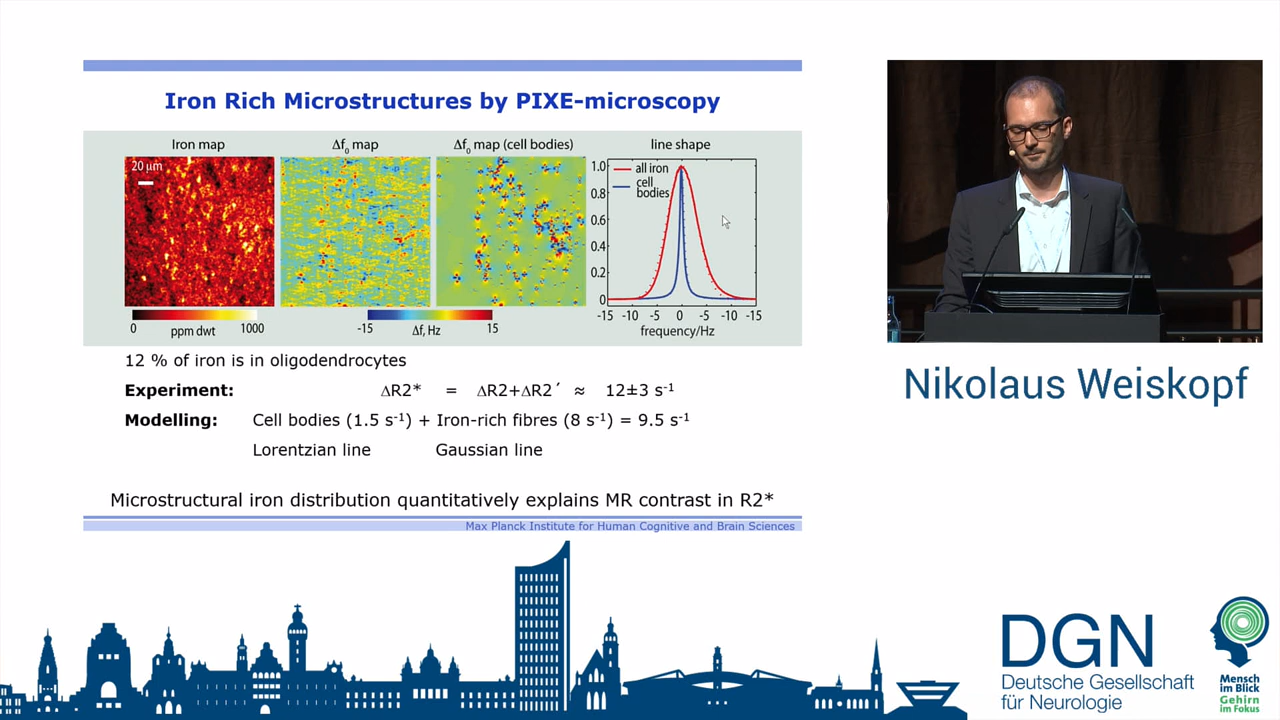 Iron Rich Microstructures by PIXE-microscopy
Iron map
Δf0 map
Δf0 map (cell bodies)
line shape
20 μm
all iron
cell
bodies
1.0
0.8
0.6
0.4
0.2
0
-15 -10 -5 0 -5 -10 -15
frequency/Hz
0 ppm dwt 1000
-15 Δf, Hz 15
12 % of iron is in oligodendrocytes
Experiment: ΔR2* = ΔR2+ΔR2´ ≈ 12±3 s-1
Modelling: Cell bodies (1.5 s-1) + Iron-rich fibres (8 s-1) = 9.5 s-1
Lorentzian line Gaussian line
Microstructural iron distribution quantitatively explains MR contrast in R2*
Max Planck Institute for Human Cognitive and Brain Sciences
Nikolaus Weiskopf
DGN
Deutsche Gesellschaft
für Neurologie
Mensch
im Blick
Gehirn
im Fokus